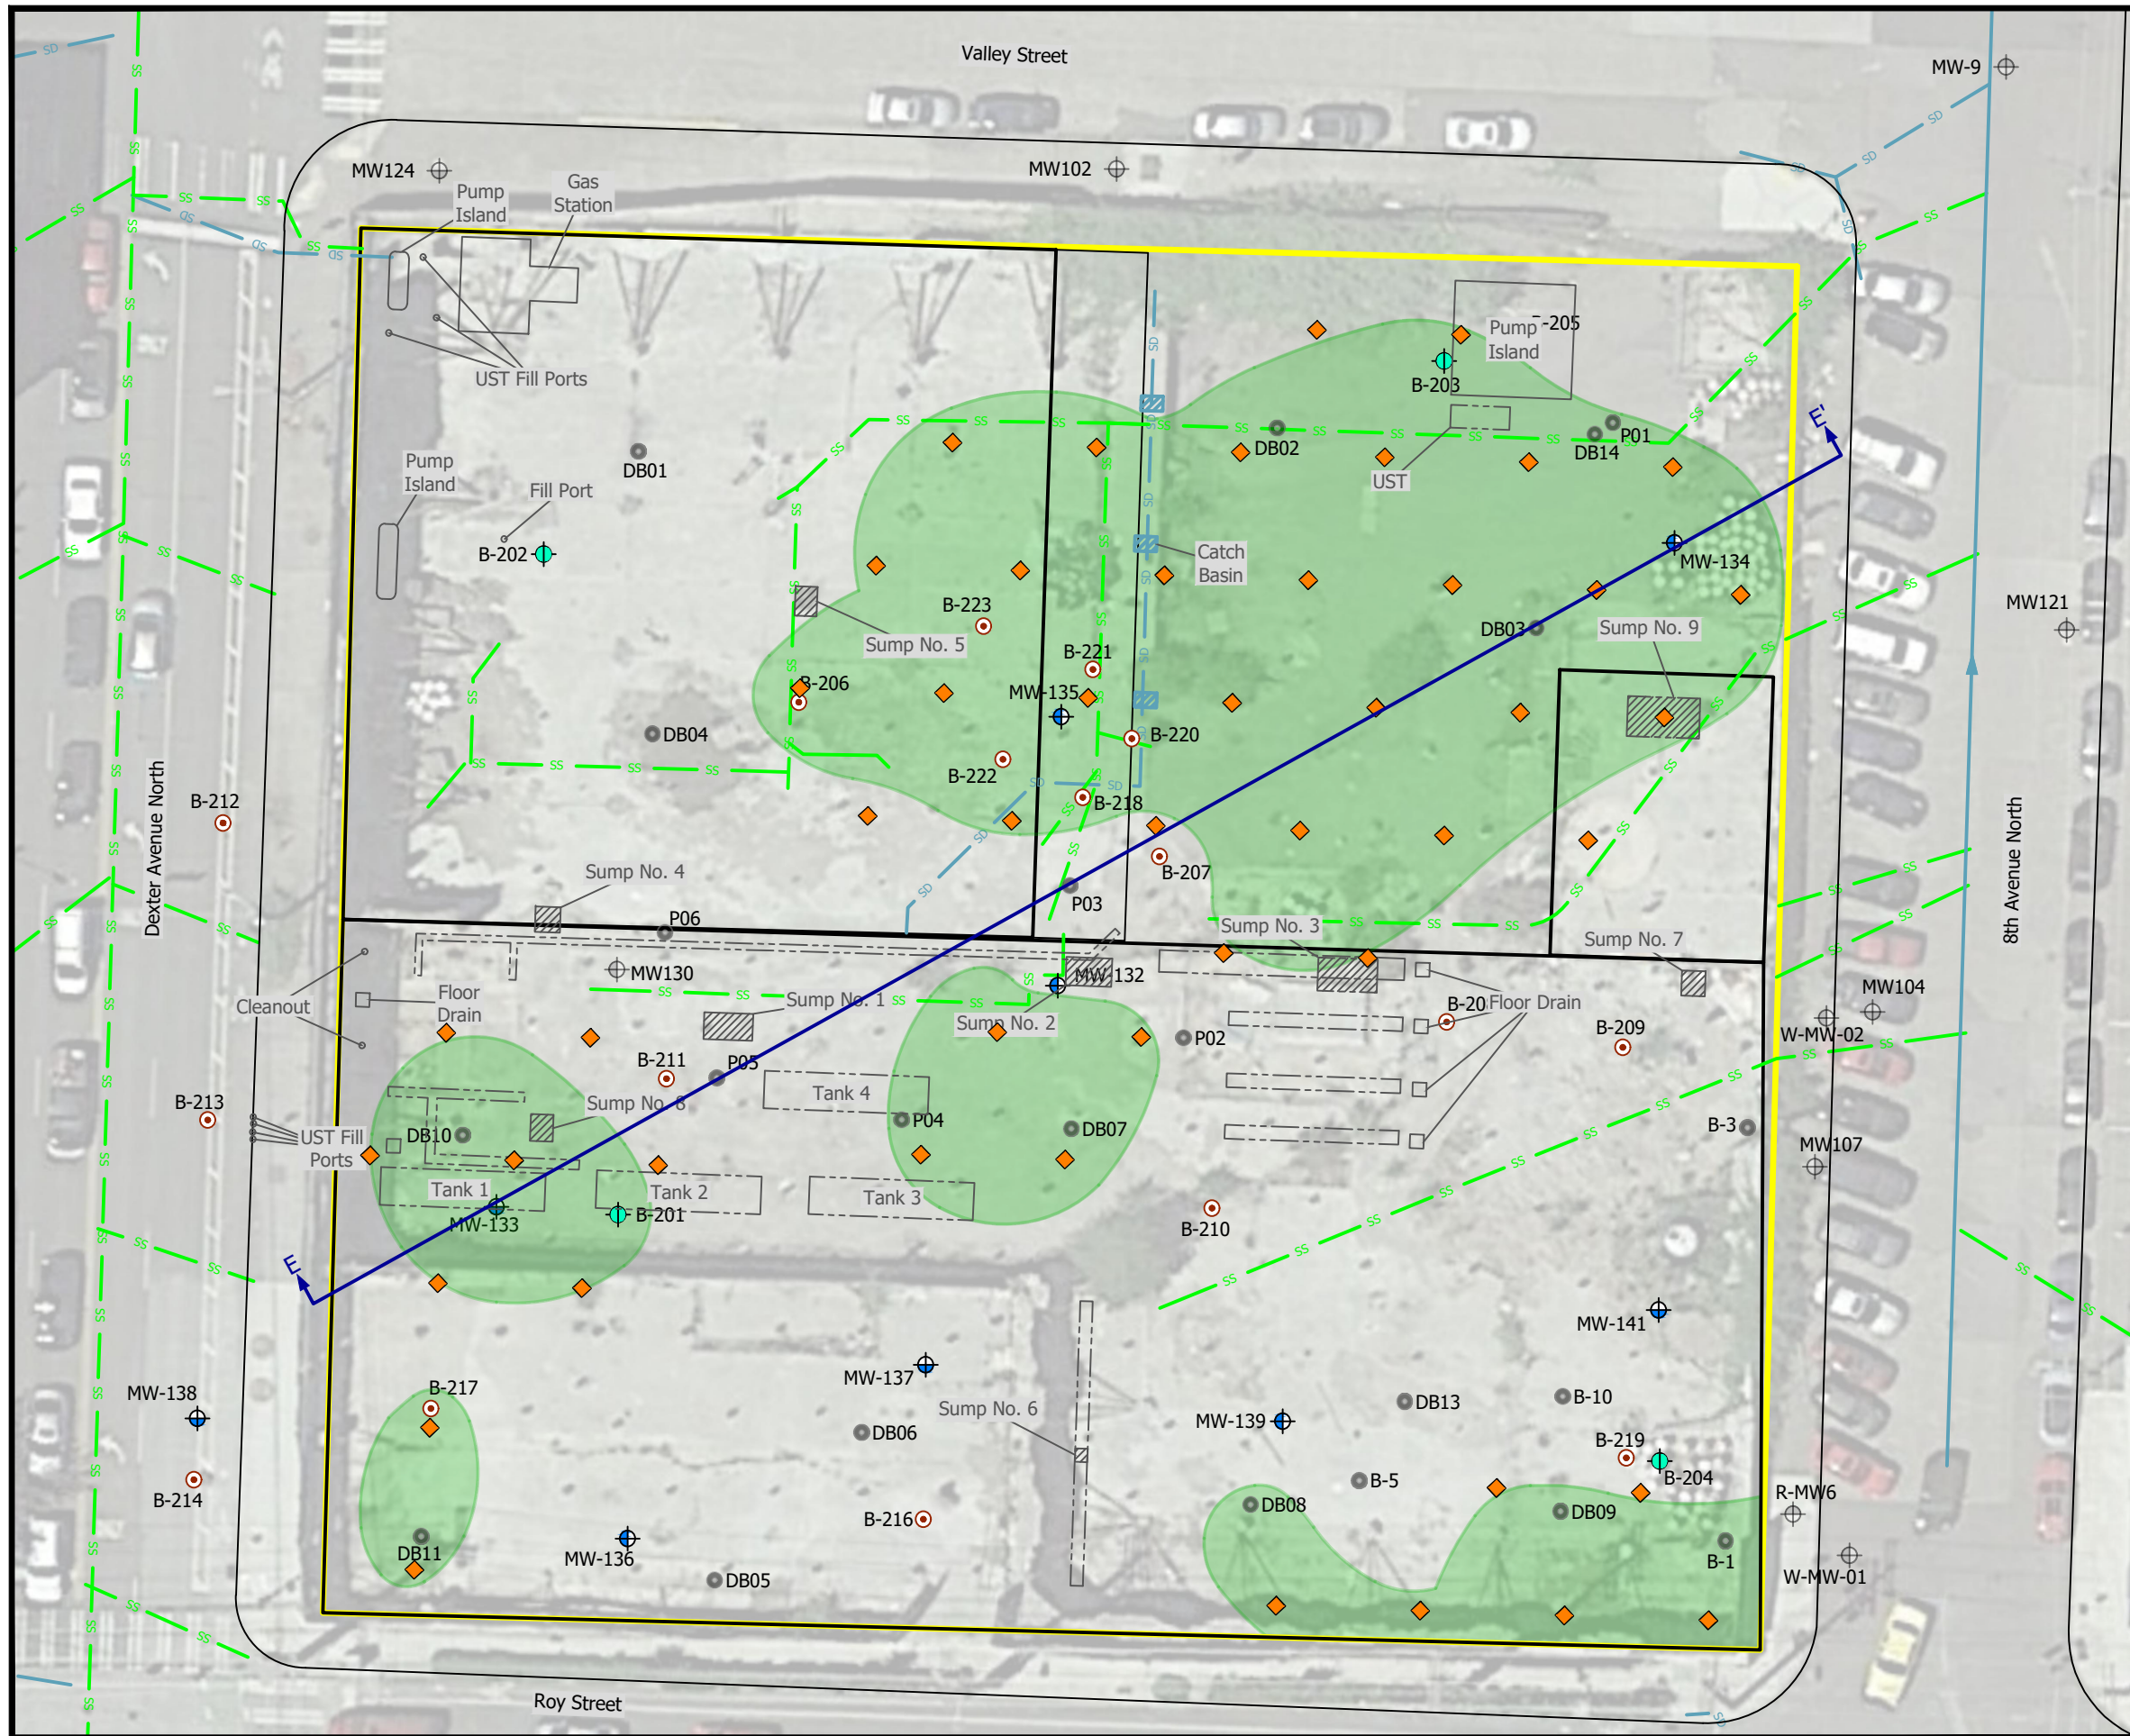 Valley Street
MW-9
MW124
MW102
Pump
Island
Gas
Station
UST Fill Ports
Pump
Island
-205
B-203
E'
DB01
DB02
P01
DB14
UST
Pump
Island
Fill Port
B-202
Catch
Basin
MW-134
MW121
B-223
Sump No. 5
DB03
Sump No. 9
B-221
B-206
MW-135
DB04
B-220
B-222
B-212
B-218
Dexter Avenue North
8th Avenue North
Sump No. 4
B-207
P03
P06
Sump No. 3
Sump No. 7
MW130
MW-132
Cleanout
Floor
Drain
Sump No. 1
Sump No. 2
B-20
Floor Drain
MW104
W-MW-02
B-209
P02
B-211
P05
Tank 4
B-213
Sump No. 8
P04
DB07
B-3
UST Fill
Ports
DB10
MW107
Tank 1
Tank 2
Tank 3
MW-133
B-201
B-210
E
MW-141
MW-137
MW-138
B-217
Sump No. 6
MW-139
DB13
B-10
DB06
B-219
B-204
B-214
B-5
R-MW6
DB08
DB09
B-216
DB11
MW-136
B-1
W-MW-01
DB05
Roy Street
SD
SS